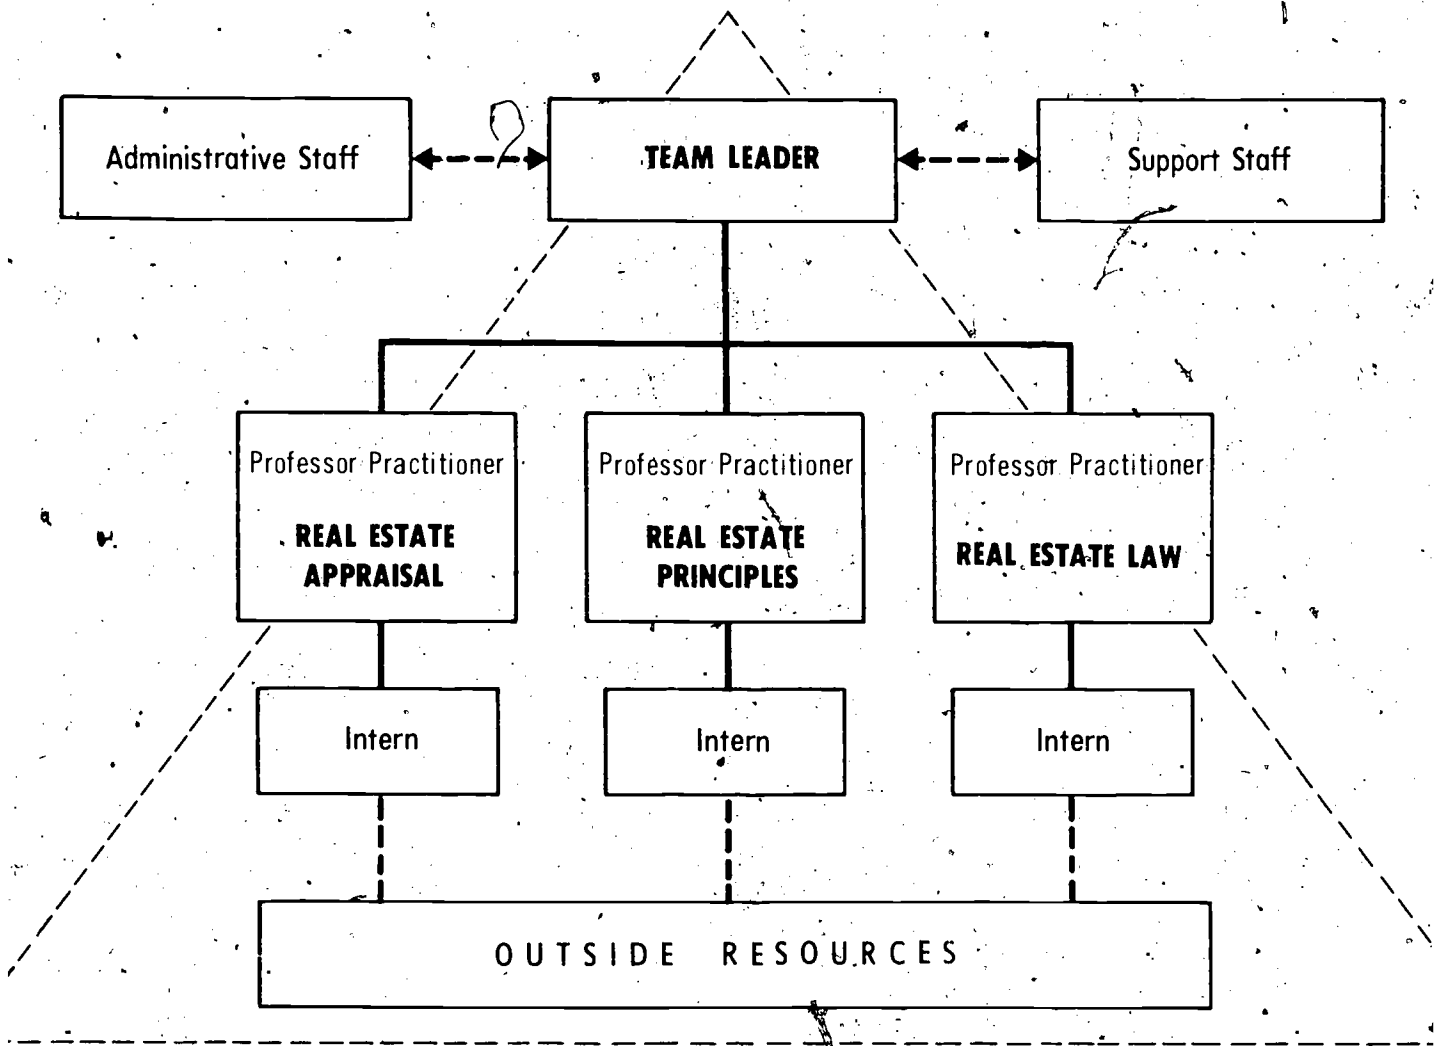 Administrative Staff
TEAM LEADER
Support Staff
Professor Practitioner
REAL ESTATE
APPRAISAL
Professor Practitioner
REAL ESTATE
PRINCIPLES
Professor Practitioner
REAL ESTATE LAW
Intern
Intern
Intern
OUTSIDE RESOURCES